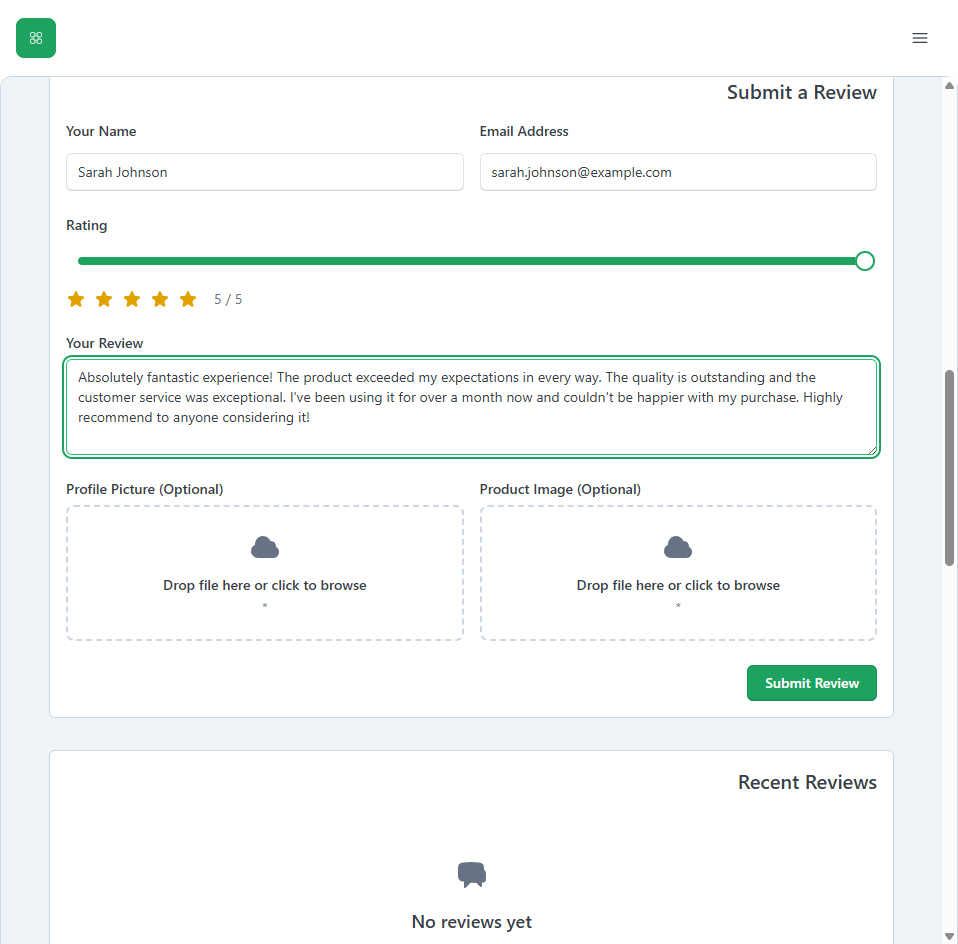 Submit a Review
Your Name
Email Address
Sarah Johnson
sarah.johnson@example.com
Rating
5 / 5
Your Review
Absolutely fantastic experience! The product exceeded my expectations in every way. The quality is outstanding and the
customer service was exceptional. I've been using it for over a month now and couldn't be happier with my purchase. Highly
recommend to anyone considering it!
Profile Picture (Optional)
Product Image (Optional)
Drop file here or click to browse
*
Drop file here or click to browse
*
Submit Review
Recent Reviews
No reviews yet